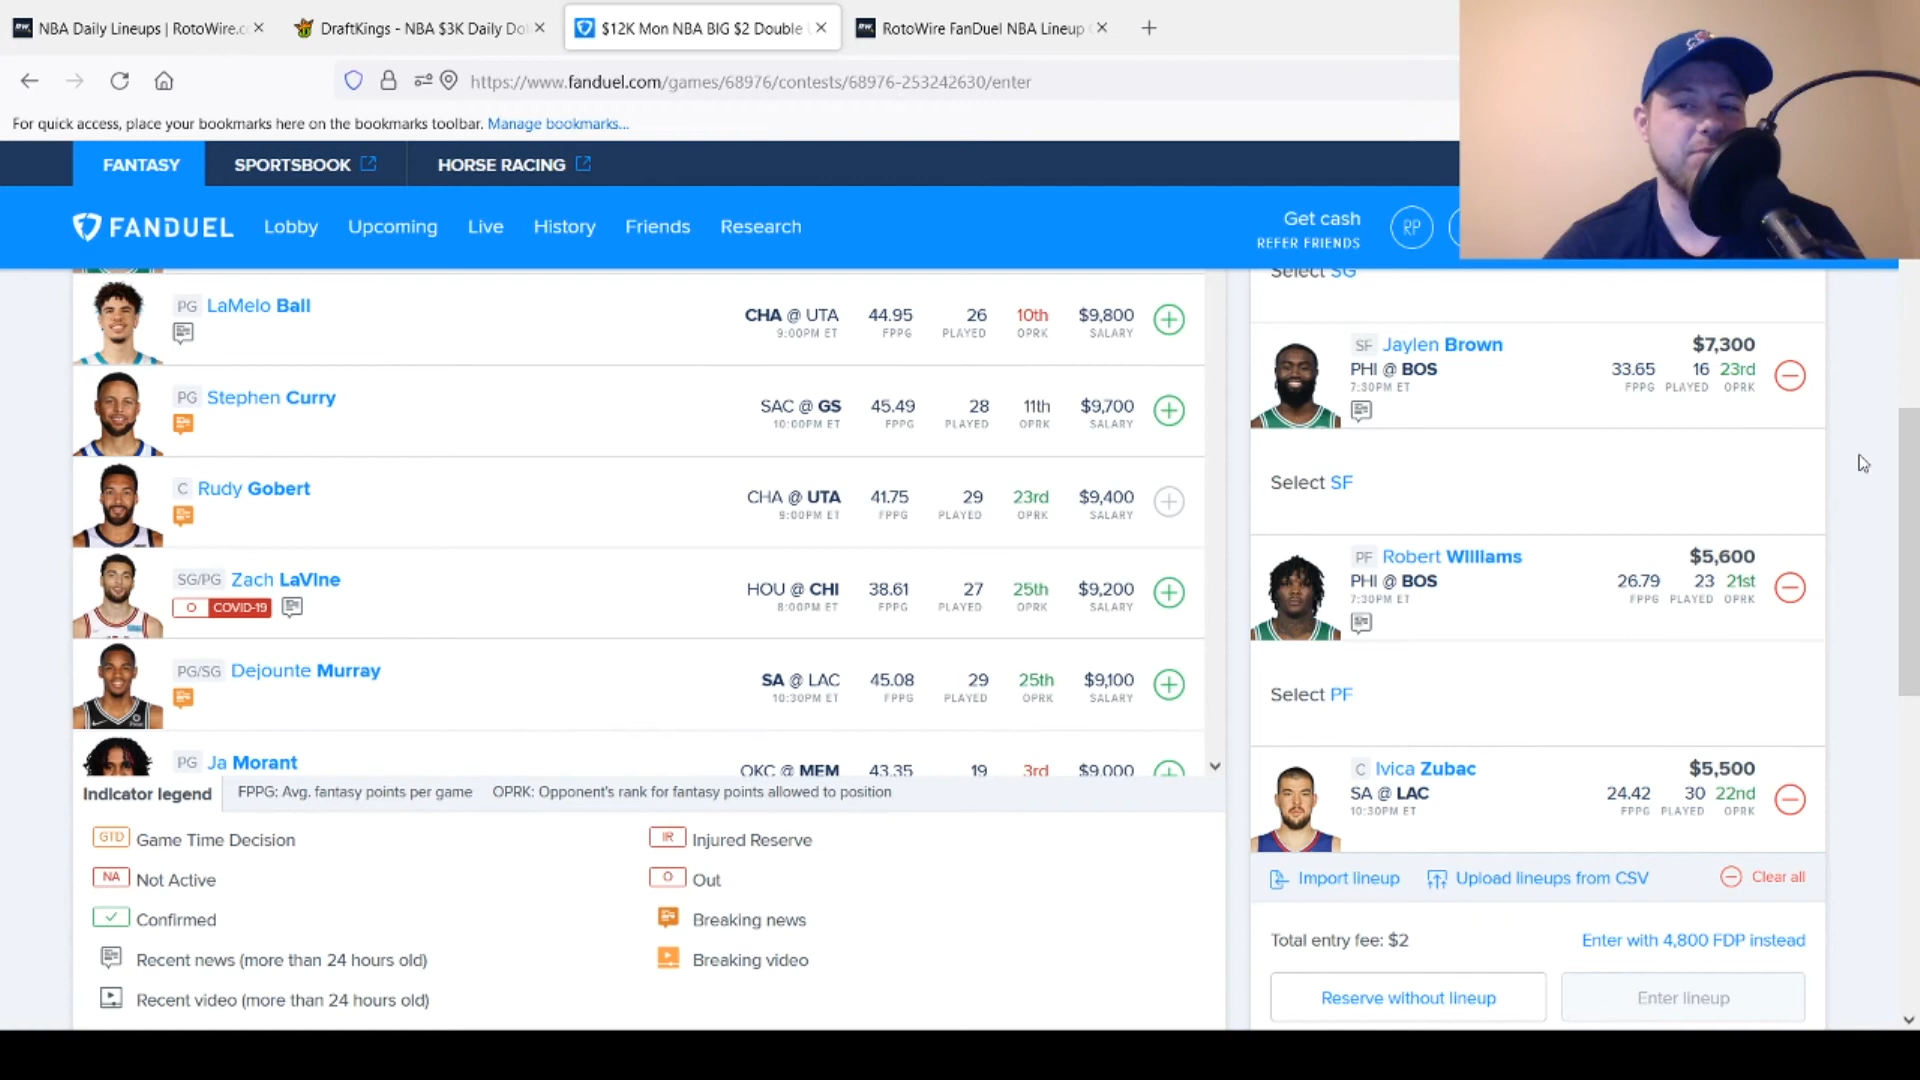 NBA Daily Lineups | RotoWire.c
DraftKings - NBA $3K Daily Dol
$12K Mon NBA BIG $2 Double
RotoWire FanDuel NBA Lineup
https://www.fanduel.com/games/68976/contests/68976-253242630/enter
For quick access, place your bookmarks here on the bookmarks toolbar. Manage bookmarks...
FANTASY
SPORTSBOOK
HORSE RACING
FANDUEL
Lobby
Upcoming
Live
History
Friends
Research
Get cash
REFER FRIENDS
RP
PG LaMelo Ball
CHA @ UTA 44.95 26 10th $9,800
9:00PM ET FPPG PLAYED OPRK SALARY
PG Stephen Curry
SAC @ GS 45.49 28 11th $9,700
10:00PM ET FPPG PLAYED OPRK SALARY
C Rudy Gobert
CHA @ UTA 41.75 29 23rd $9,400
9:00PM ET FPPG PLAYED OPRK SALARY
SG/PG Zach LaVine
O COVID-19
HOU @ CHI 38.61 27 25th $9,200
8:00PM ET FPPG PLAYED OPRK SALARY
PG/SG Dejounte Murray
SA @ LAC 45.08 29 25th $9,100
10:30PM ET FPPG PLAYED OPRK SALARY
PG Ja Morant
OKC @ MEM 43.35 19 3rd $9,000
Indicator legend
FPPG: Avg. fantasy points per game
OPRK: Opponent's rank for fantasy points allowed to position
GTD Game Time Decision
IR Injured Reserve
NA Not Active
O Out
Confirmed
Breaking news
Recent news (more than 24 hours old)
Breaking video
Recent video (more than 24 hours old)
Select SG
SF Jaylen Brown $7,300
PHI @ BOS 33.65 16 23rd
7:30PM ET FPPG PLAYED OPRK
Select SF
PF Robert Williams $5,600
PHI @ BOS 26.79 23 21st
7:30PM ET FPPG PLAYED OPRK
Select PF
C Ivica Zubac $5,500
SA @ LAC 24.42 30 22nd
10:30PM ET FPPG PLAYED OPRK
Import lineup
Upload lineups from CSV
Clear all
Total entry fee: $2
Enter with 4,800 FDP instead
Reserve without lineup
Enter lineup